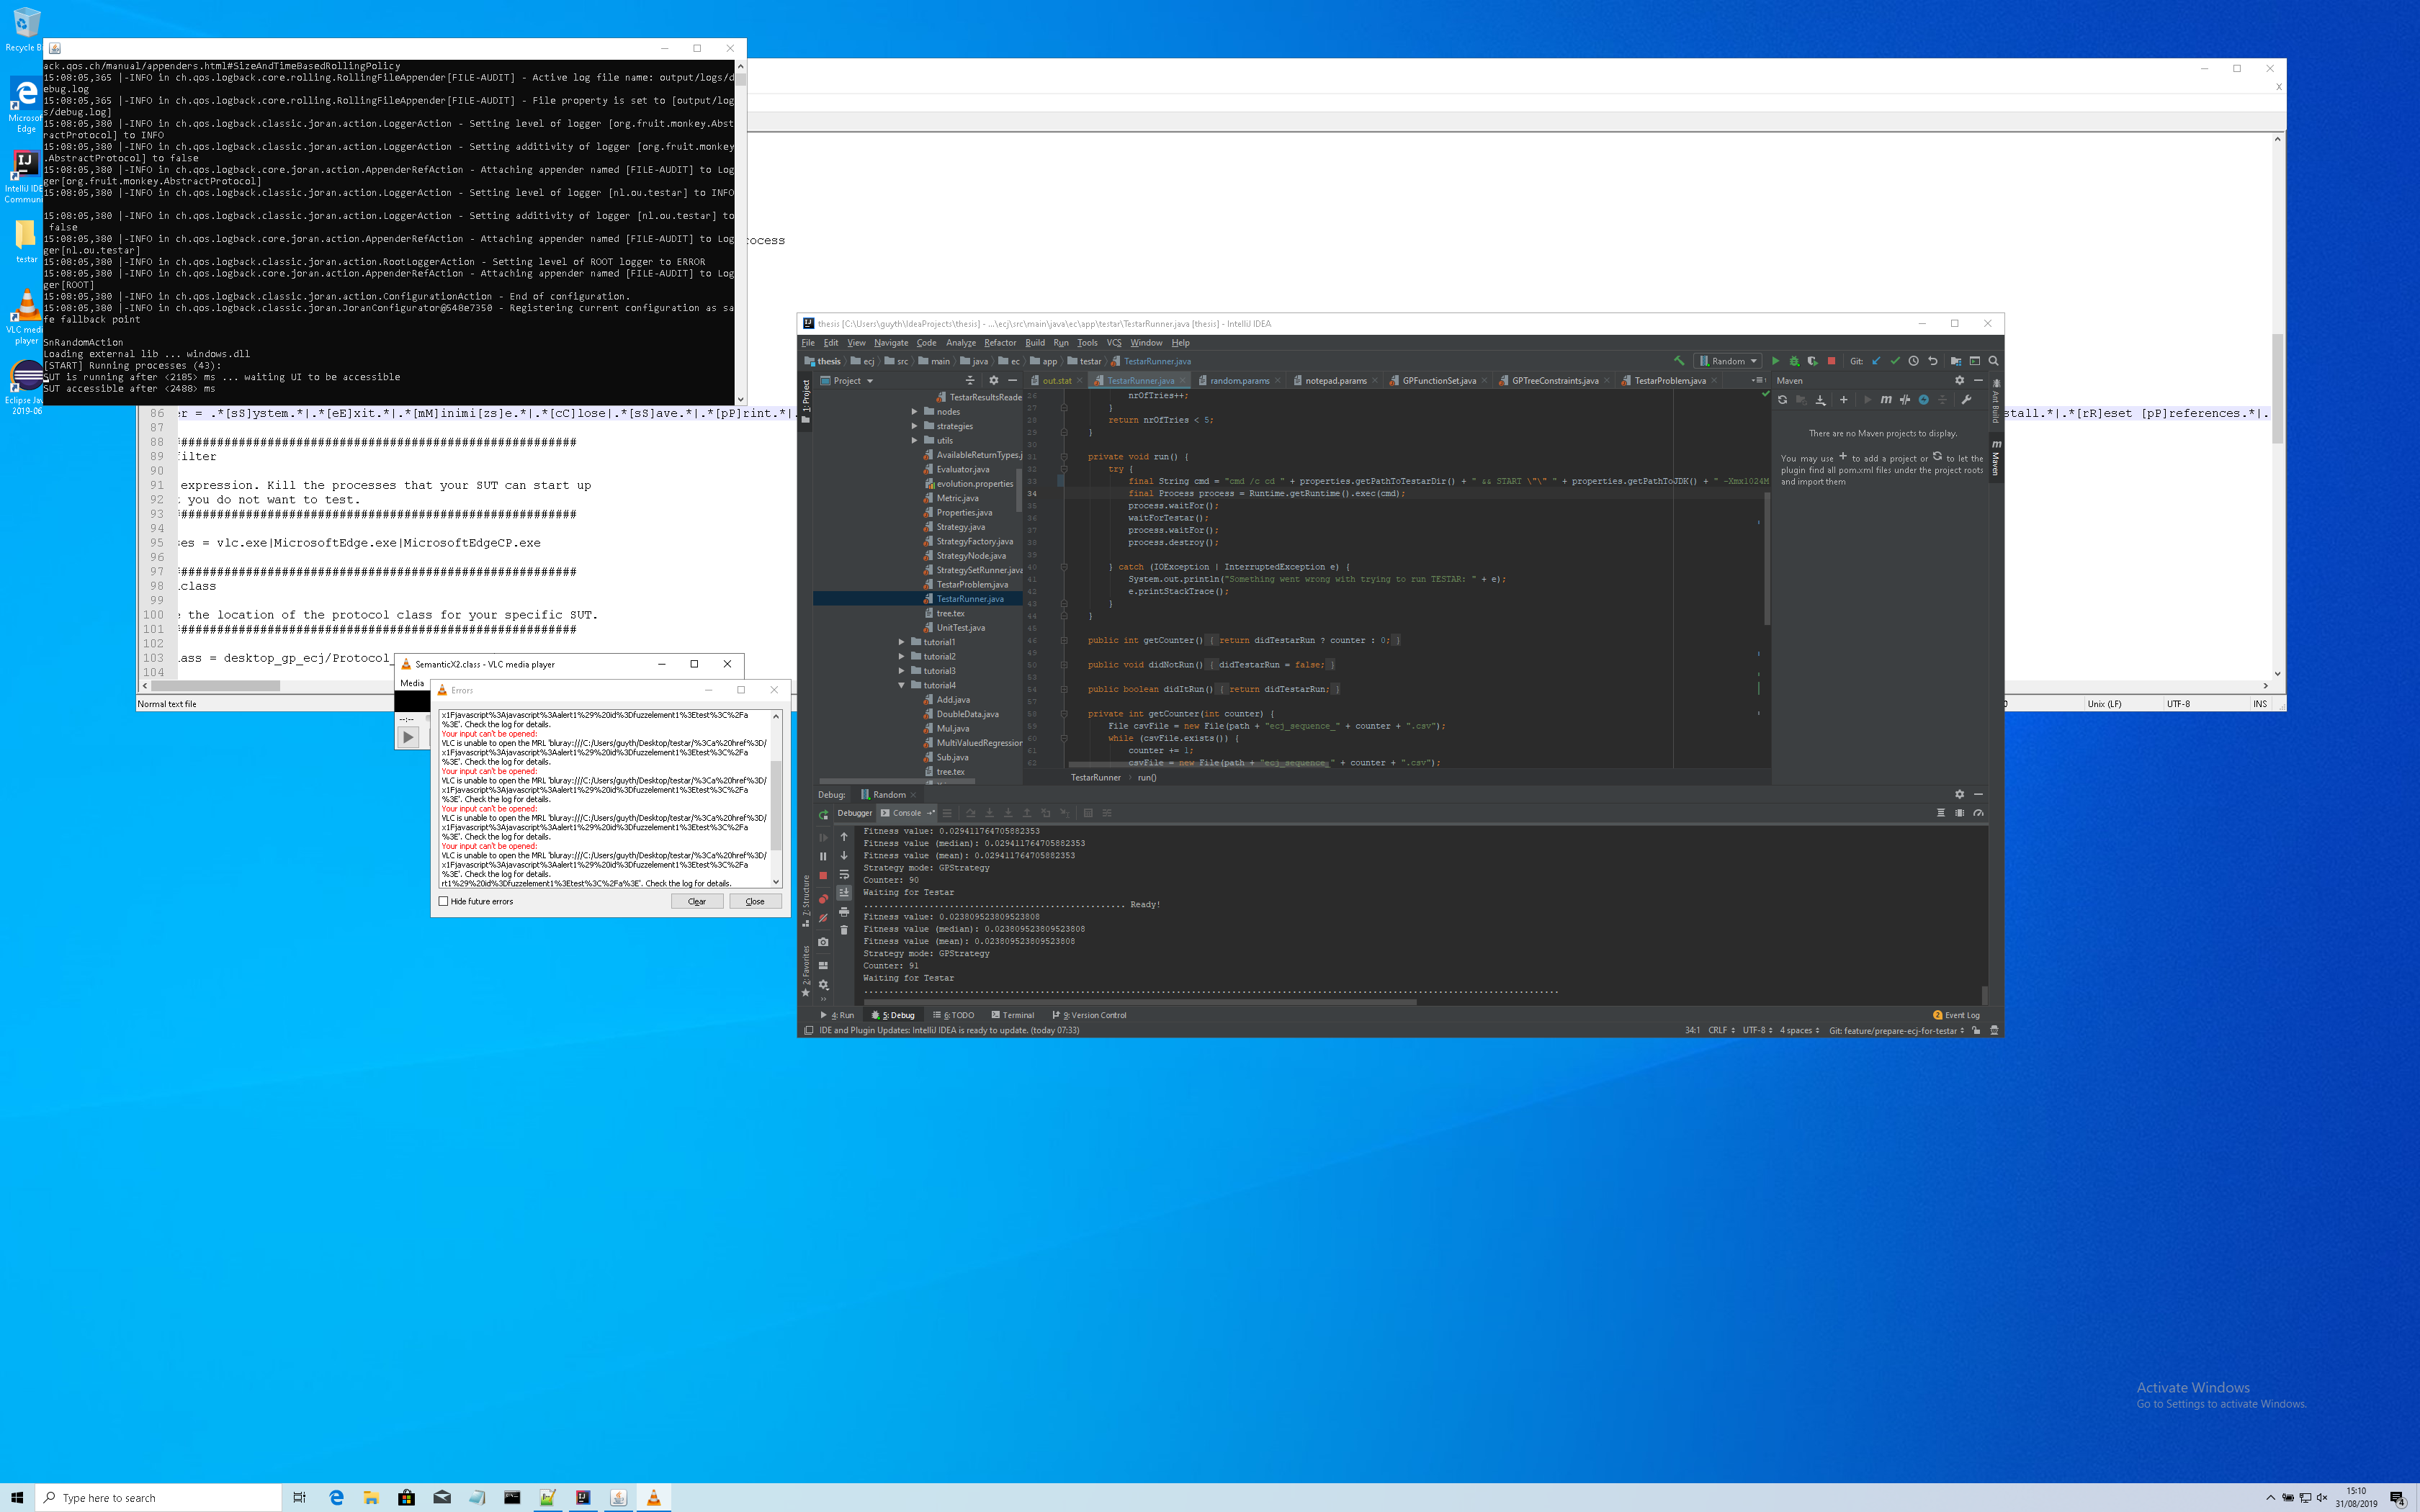 Recycle B
Microsof
Edge
IntelliJ IDE
Commun
testar
VLC medi
player
Eclipse Jav
2019-06
ack.qos.ch/manual/appenders.html#SizeAndTimeBasedRollingPolicy
15:08:05,365 |-INFO in ch.qos.logback.core.rolling.RollingFileAppender[FILE-AUDIT] - Active log file name: output/logs/d
ebug.log
15:08:05,365 |-INFO in ch.qos.logback.core.rolling.RollingFileAppender[FILE-AUDIT] - File property is set to [output/log
s/debug.log]
15:08:05,380 |-INFO in ch.qos.logback.classic.joran.action.LoggerAction - Setting level of logger [org.fruit.monkey.Abst
ractProtocol] to INFO
15:08:05,380 |-INFO in ch.qos.logback.classic.joran.action.LoggerAction - Setting additivity of logger [org.fruit.monkey
.AbstractProtocol] to false
15:08:05,380 |-INFO in ch.qos.logback.core.joran.action.AppenderRefAction - Attaching appender named [FILE-AUDIT] to Log
ger[org.fruit.monkey.AbstractProtocol]
15:08:05,380 |-INFO in ch.qos.logback.classic.joran.action.LoggerAction - Setting level of logger [nl.ou.testar] to INFO
15:08:05,380 |-INFO in ch.qos.logback.classic.joran.action.LoggerAction - Setting additivity of logger [nl.ou.testar] to
false
15:08:05,380 |-INFO in ch.qos.logback.core.joran.action.AppenderRefAction - Attaching appender named [FILE-AUDIT] to Log
ger[nl.ou.testar]
15:08:05,380 |-INFO in ch.qos.logback.classic.joran.action.RootLoggerAction - Setting level of ROOT logger to ERROR
15:08:05,380 |-INFO in ch.qos.logback.core.joran.action.AppenderRefAction - Attaching appender named [FILE-AUDIT] to Log
ger[ROOT]
15:08:05,380 |-INFO in ch.qos.logback.classic.joran.action.ConfigurationAction - End of configuration.
15:08:05,380 |-INFO in ch.qos.logback.classic.joran.JoranConfigurator@548e7350 - Registering current configuration as sa
fe fallback point
SnRandomAction
Loading external lib ... windows.dll
[START] Running processes (43):
SUT is running after <2185> ms ... waiting UI to be accessible
SUT accessible after <2488> ms
ocess
86 er = .*[sS]ystem.*|.*[eE]xit.*|.*[mM]inimi[zs]e.*|.*[cC]lose|.*[sS]ave.*|.*[pP]rint.*|. stall.*|.*[rR]eset [pP]references.*|.
87
88 ########################################################
89 filter
90
91 expression. Kill the processes that your SUT can start up
92 you do not want to test.
93 ########################################################
94
95 ses = vlc.exe|MicrosoftEdge.exe|MicrosoftEdgeCP.exe
96
97 ########################################################
98 class
99
100 e the location of the protocol class for your specific SUT.
101 ########################################################
102
103 lass = desktop_gp_ecj/Protocol_
104
Normal text file
Unix (LF) UTF-8 INS
SemanticX2.class - VLC media player
Media
--:--
Errors
x1Fjavascript%3Ajavascript%3Aalert1%29%20id%3Dfuzzelement1%3Etest%3C%2Fa
%3E'. Check the log for details.
Your input can't be opened:
VLC is unable to open the MRL 'bluray:///C:/Users/guyth/Desktop/testar/%3Ca%20href%3D/
x1Fjavascript%3Ajavascript%3Aalert1%29%20id%3Dfuzzelement1%3Etest%3C%2Fa
%3E'. Check the log for details.
Your input can't be opened:
VLC is unable to open the MRL 'bluray:///C:/Users/guyth/Desktop/testar/%3Ca%20href%3D/
x1Fjavascript%3Ajavascript%3Aalert1%29%20id%3Dfuzzelement1%3Etest%3C%2Fa
%3E'. Check the log for details.
Your input can't be opened:
VLC is unable to open the MRL 'bluray:///C:/Users/guyth/Desktop/testar/%3Ca%20href%3D/
x1Fjavascript%3Ajavascript%3Aalert1%29%20id%3Dfuzzelement1%3Etest%3C%2Fa
%3E'. Check the log for details.
Your input can't be opened:
VLC is unable to open the MRL 'bluray:///C:/Users/guyth/Desktop/testar/%3Ca%20href%3D/
x1Fjavascript%3Ajavascript%3Aalert1%29%20id%3Dfuzzelement1%3Etest%3C%2Fa
%3E'. Check the log for details.
rt1%29%20id%3Dfuzzelement1%3Etest%3C%2Fa%3E'. Check the log for details.
Hide future errors Clear Close
thesis [C:\Users\guyth\IdeaProjects\thesis] - ...\ecj\src\main\java\ec\app\testar\TestarRunner.java [thesis] - IntelliJ IDEA
File Edit View Navigate Code Analyze Refactor Build Run Tools VCS Window Help
thesis ecj src main java ec app testar TestarRunner.java Random Git:
Project out.stat TestarRunner.java random.params notepad.params GPFunctionSet.java GPTreeConstraints.java TestarProblem.java Maven
1: Project
TestarResultsReade
nodes
strategies
utils
AvailableReturnTypes.j
Evaluator.java
evolution.properties
Metric.java
Properties.java
Strategy.java
StrategyFactory.java
StrategyNode.java
StrategySetRunner.java
TestarProblem.java
TestarRunner.java
tree.tex
UnitTest.java
tutorial1
tutorial2
tutorial3
tutorial4
Add.java
DoubleData.java
Mul.java
MultiValuedRegression
Sub.java
tree.tex
26 nrOfTries++;
27 }
28 return nrOfTries < 5;
29 }
30
31 private void run() {
32 try {
33 final String cmd = "cmd /c cd " + properties.getPathToTestarDir() + " && START \"\" " + properties.getPathToJDK() + " -Xmx1024M
34 final Process process = Runtime.getRuntime().exec(cmd);
35 process.waitFor();
36 waitForTestar();
37 process.waitFor();
38 process.destroy();
39
40 } catch (IOException | InterruptedException e) {
41 System.out.println("Something went wrong with trying to run TESTAR: " + e);
42 e.printStackTrace();
43 }
44 }
45
46 public int getCounter() { return didTestarRun ? counter : 0; }
49
50 public void didNotRun() { didTestarRun = false; }
53
54 public boolean didItRun() { return didTestarRun; }
57
58 private int getCounter(int counter) {
59 File csvFile = new File(path + "ecj_sequence_" + counter + ".csv");
60 while (csvFile.exists()) {
61 counter += 1;
62 csvFile = new File(path + "ecj_sequence_" + counter + ".csv");
TestarRunner run()
There are no Maven projects to display.
You may use + to add a project or to let the
plugin find all pom.xml files under the project roots
and import them
Ant Build
Maven
Debug: Random
Debugger Console
Fitness value: 0.029411764705882353
Fitness value (median): 0.029411764705882353
Fitness value (mean): 0.029411764705882353
Strategy mode: GPStrategy
Counter: 90
Waiting for Testar
.................................................... Ready!
Fitness value: 0.023809523809523808
Fitness value (median): 0.023809523809523808
Fitness value (mean): 0.023809523809523808
Strategy mode: GPStrategy
Counter: 91
Waiting for Testar
7: Structure
2: Favorites
4: Run 5: Debug 6: TODO Terminal 9: Version Control 2 Event Log
IDE and Plugin Updates: IntelliJ IDEA is ready to update. (today 07:33) 34:1 CRLF UTF-8 4 spaces Git: feature/prepare-ecj-for-testar
Activate Windows
Go to Settings to activate Windows.
Type here to search
15:10
31/08/2019
4